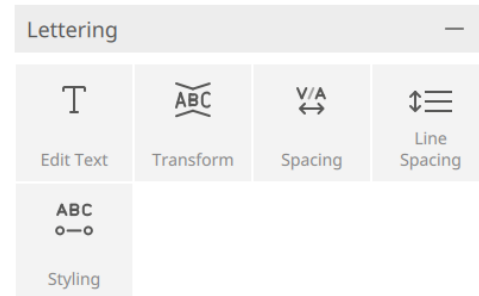 Lettering
T
ABC
V/A
Edit Text
Transform
Spacing
Line
Spacing
ABC
Styling